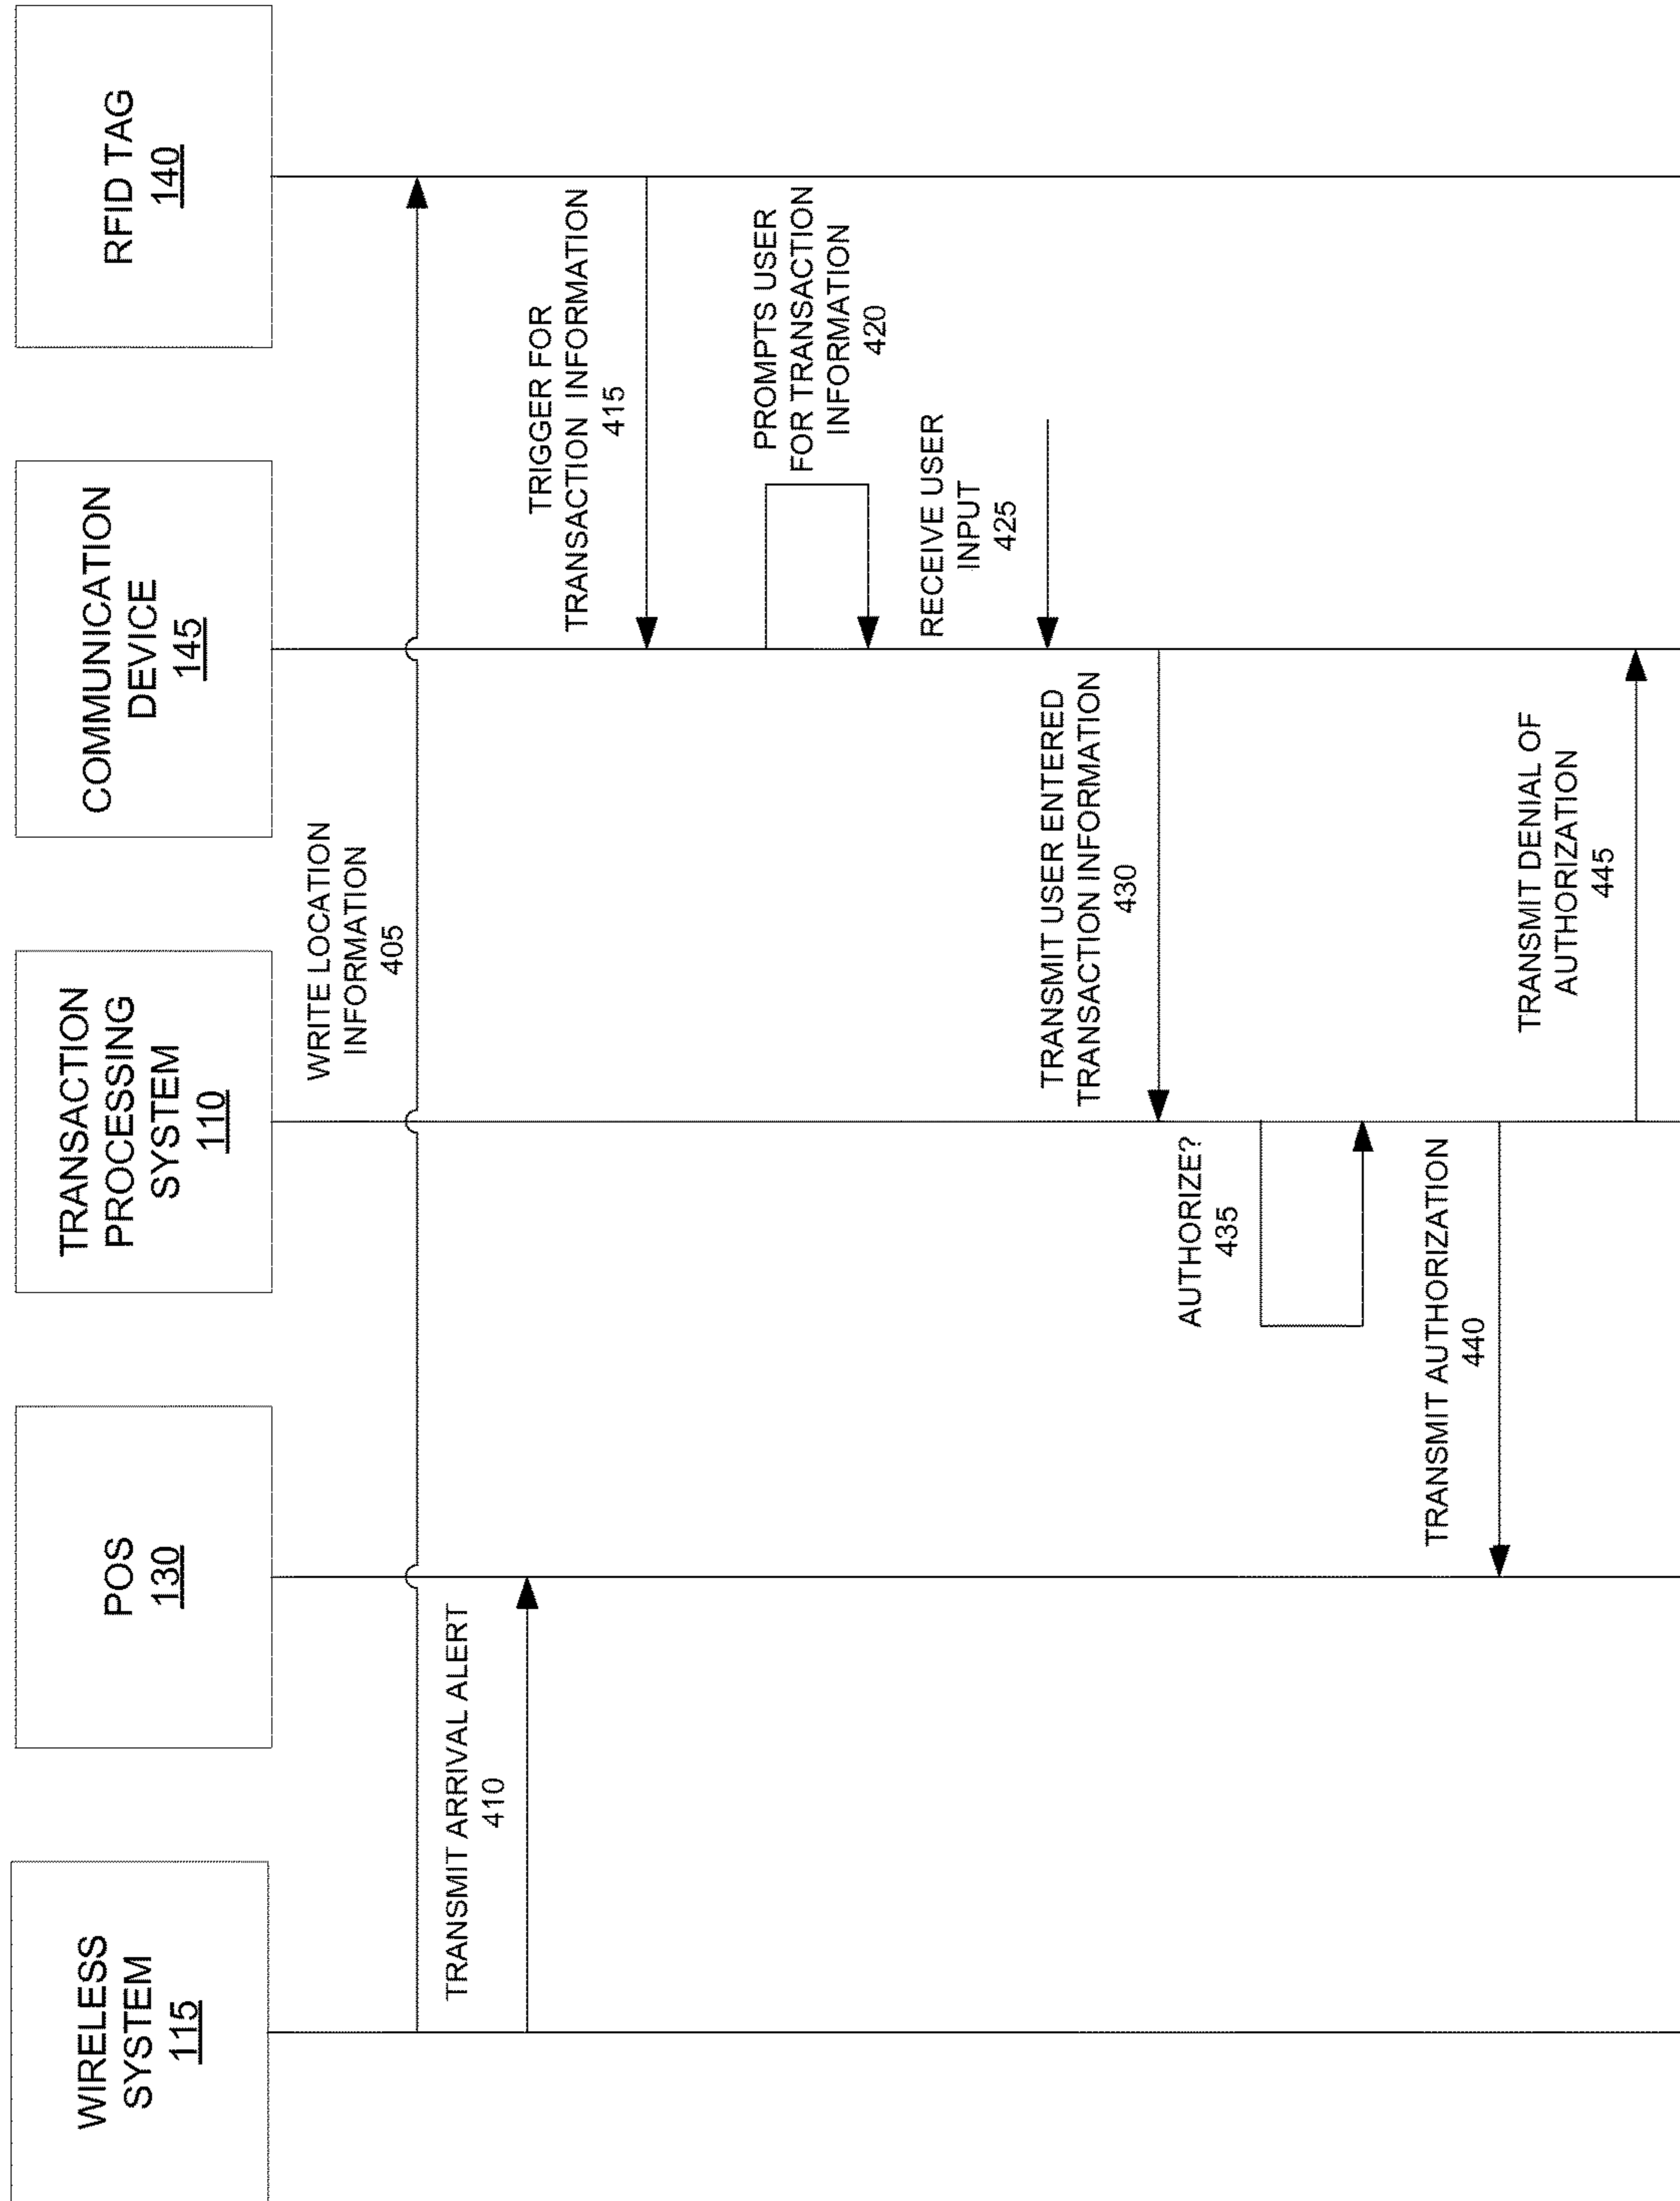 WIRELESS
SYSTEM
115
POS
130
TRANSACTION
PROCESSING
SYSTEM
110
COMMUNICATION
DEVICE
145
RFID TAG
140
WRITE LOCATION
INFORMATION
405
TRANSMIT ARRIVAL ALERT
410
TRIGGER FOR
TRANSACTION INFORMATION
415
PROMPTS USER
FOR TRANSACTION
INFORMATION
420
RECEIVE USER
INPUT
425
TRANSMIT USER ENTERED
TRANSACTION INFORMATION
430
AUTHORIZE?
435
TRANSMIT AUTHORIZATION
440
TRANSMIT DENIAL OF
AUTHORIZATION
445